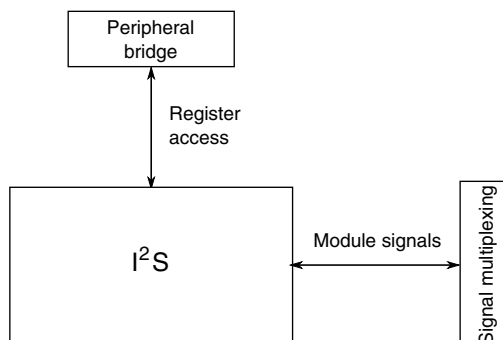 Peripheral
bridge
Register
access
I²S
Module signals
Signal multiplexing